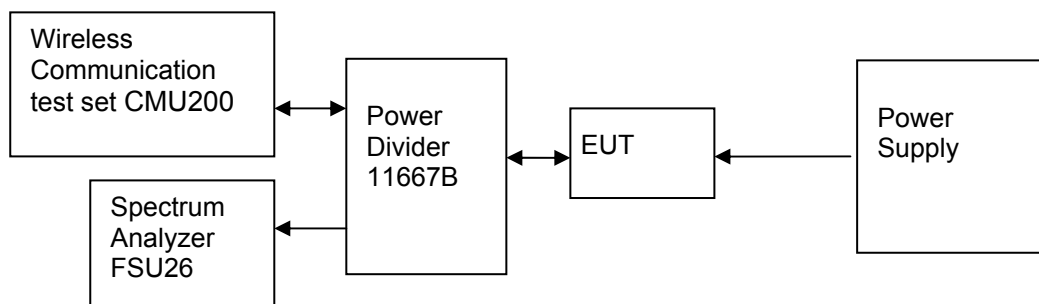 Wireless
Communication
test set CMU200
Power
Divider
11667B
EUT
Power
Supply
Spectrum
Analyzer
FSU26